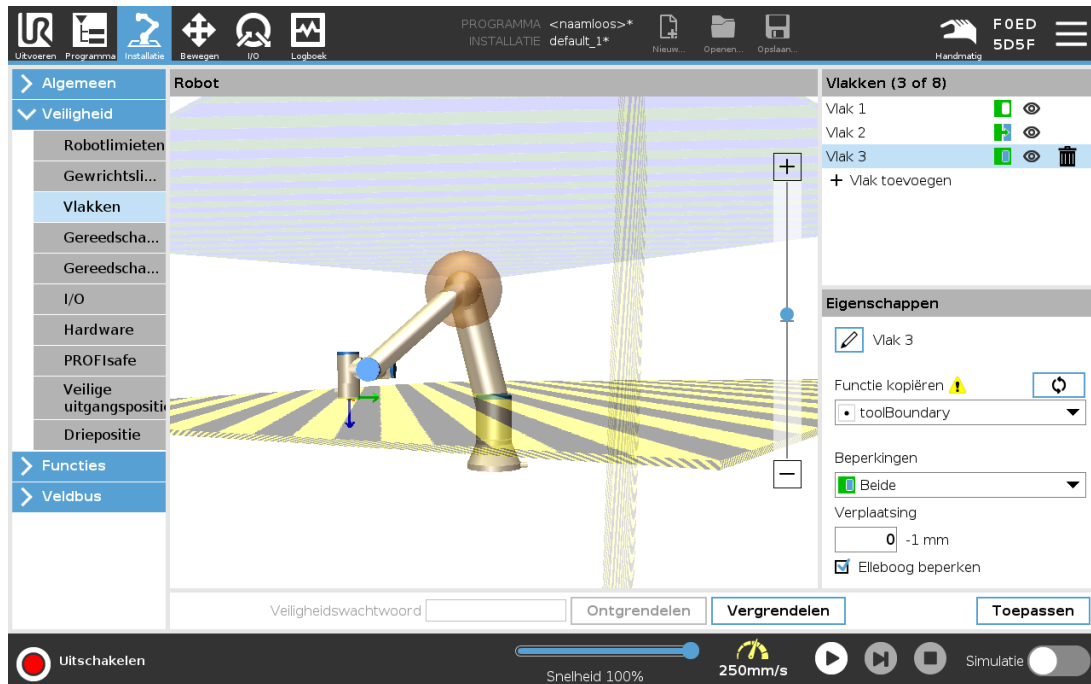 PROGRAMMA <naamloos>*
INSTALLATIE default_1*
Uitvoeren
Programma
Installatie
Bewegen
I/O
Logboek
Nieuw...
Openen...
Opslaan...
Handmatig
F0ED
5D5F
Algemeen
Veiligheid
Robotlimieten
Gewrichtsli...
Vlakken
Gereedscha...
Gereedscha...
I/O
Hardware
PROFIsafe
Veilige
uitgangspositi
Driepositie
Functies
Veldbus
Robot
Vlakken (3 of 8)
Vlak 1
Vlak 2
Vlak 3
+ Vlak toevoegen
Eigenschappen
Vlak 3
Functie kopiëren
toolBoundary
Beperkingen
Beide
Verplaatsing
0 -1 mm
Elleboog beperken
Veiligheidswachtwoord
Ontgrendelen
Vergrendelen
Toepassen
Uitschakelen
Snelheid 100%
250mm/s
Simulatie